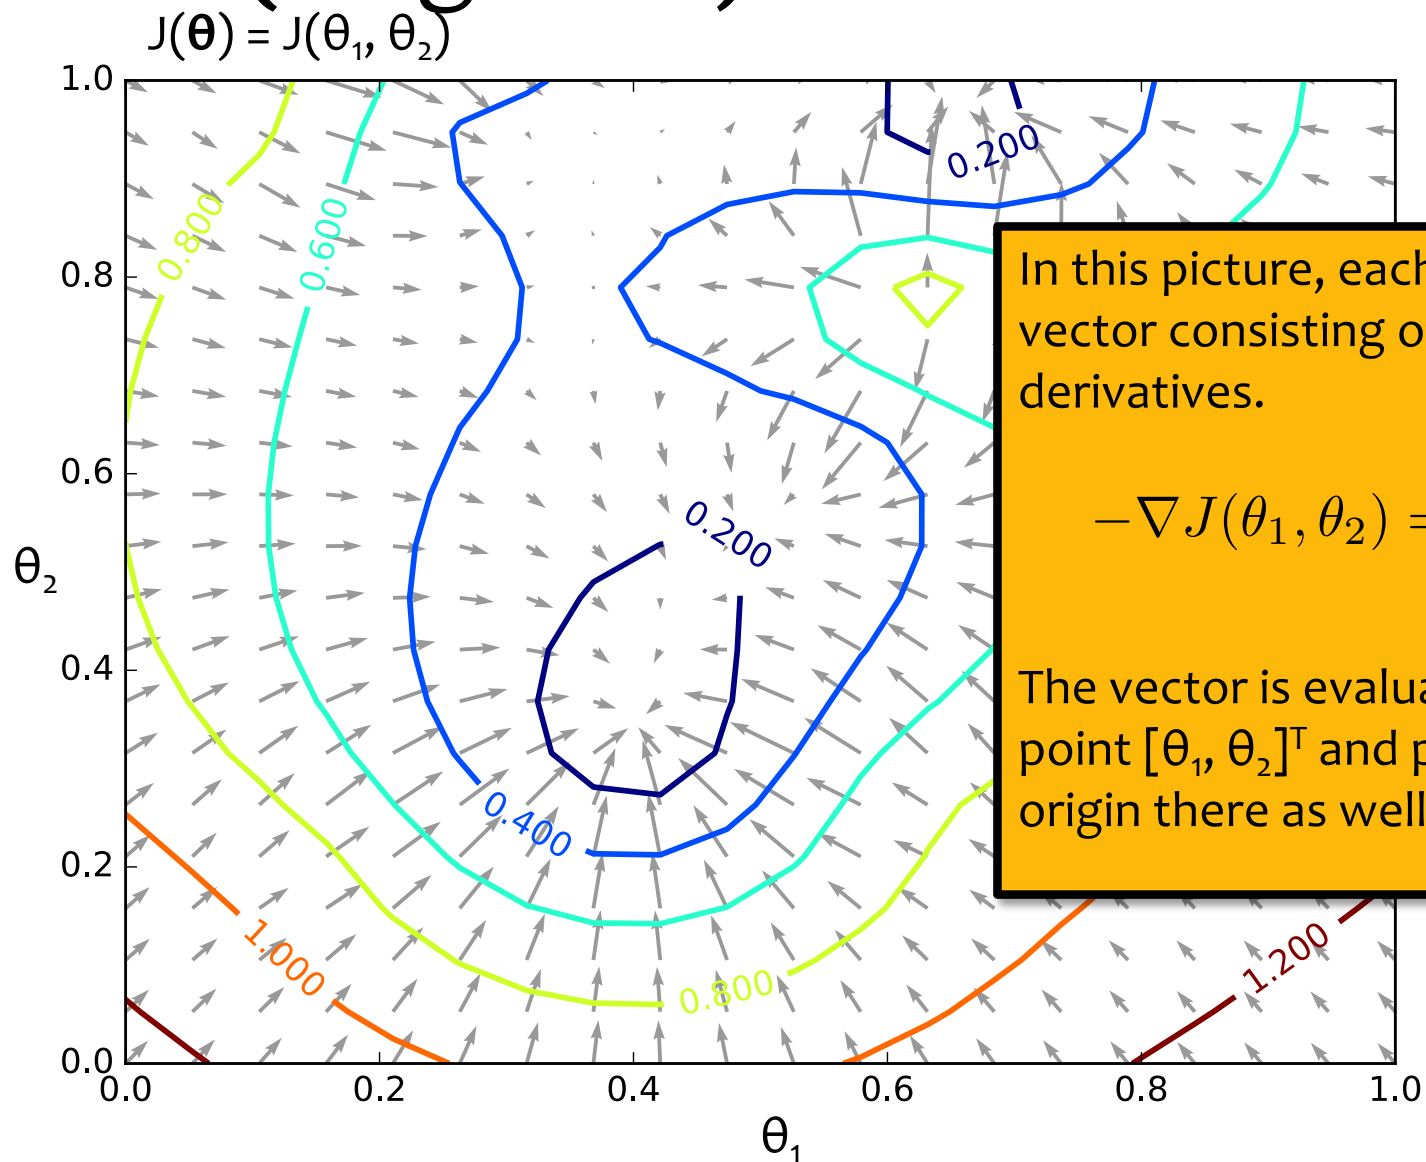 J(θ) = J(θ₁, θ₂)
1.0
0.8
0.6
0.4
0.2
0.0
θ₂
0.0 0.2 0.4 0.6 0.8 1.0
θ₁
0.800
0.600
0.200
0.200
0.400
0.800
1.000
1.200
In this picture, each
vector consisting o
derivatives.
−∇J(θ₁, θ₂) =
The vector is evalua
point [θ₁, θ₂]ᵀ and p
origin there as well